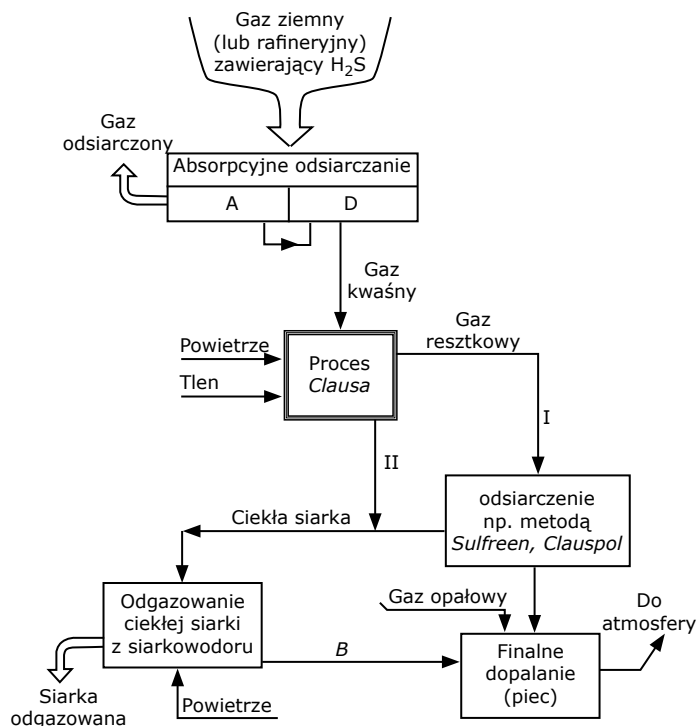 Gaz ziemny
(lub rafineryjny)
zawierający H₂S
Gaz
odsiarczony
Absorpcyjne odsiarczanie
A
D
Gaz
kwaśny
Gaz
resztkowy
Powietrze
Tlen
Proces
Clausa
I
II
odsiarczenie
np. metodą
Sulfreen, Clauspol
Ciekła siarka
Odgazowanie
ciekłej siarki
z siarkowodoru
Gaz opałowy
Do
atmosfery
B
Finalne
dopalanie
(piec)
Siarka
odgazowana
Powietrze